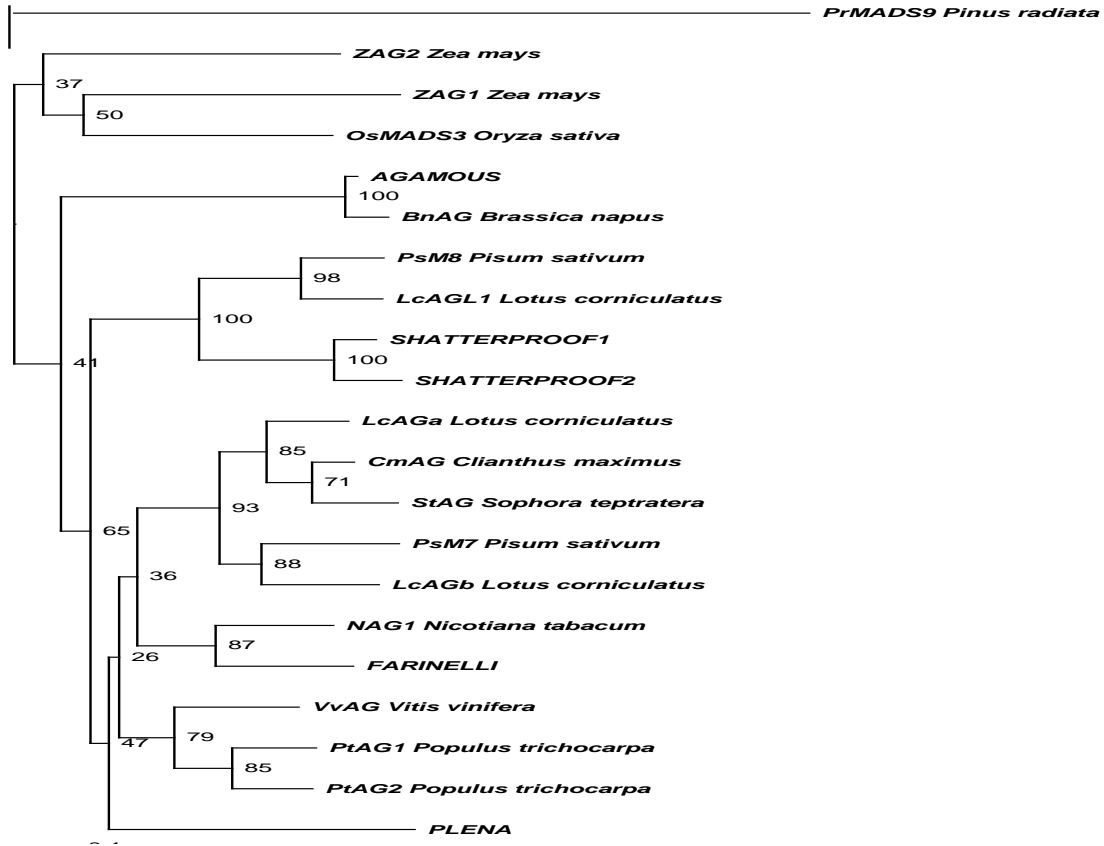 PrMADS9 Pinus radiata
ZAG2 Zea mays
37
ZAG1 Zea mays
50
OsMADS3 Oryza sativa
AGAMOUS
100
BnAG Brassica napus
PsM8 Pisum sativum
98
LcAGL1 Lotus corniculatus
100
SHATTERPROOF1
100
41
SHATTERPROOF2
LcAGa Lotus corniculatus
85
CmAG Clianthus maximus
71
StAG Sophora teptratera
93
65
PsM7 Pisum sativum
88
36
LcAGb Lotus corniculatus
NAG1 Nicotiana tabacum
87
26
FARINELLI
VvAG Vitis vinifera
79
47
PtAG1 Populus trichocarpa
85
PtAG2 Populus trichocarpa
PLENA